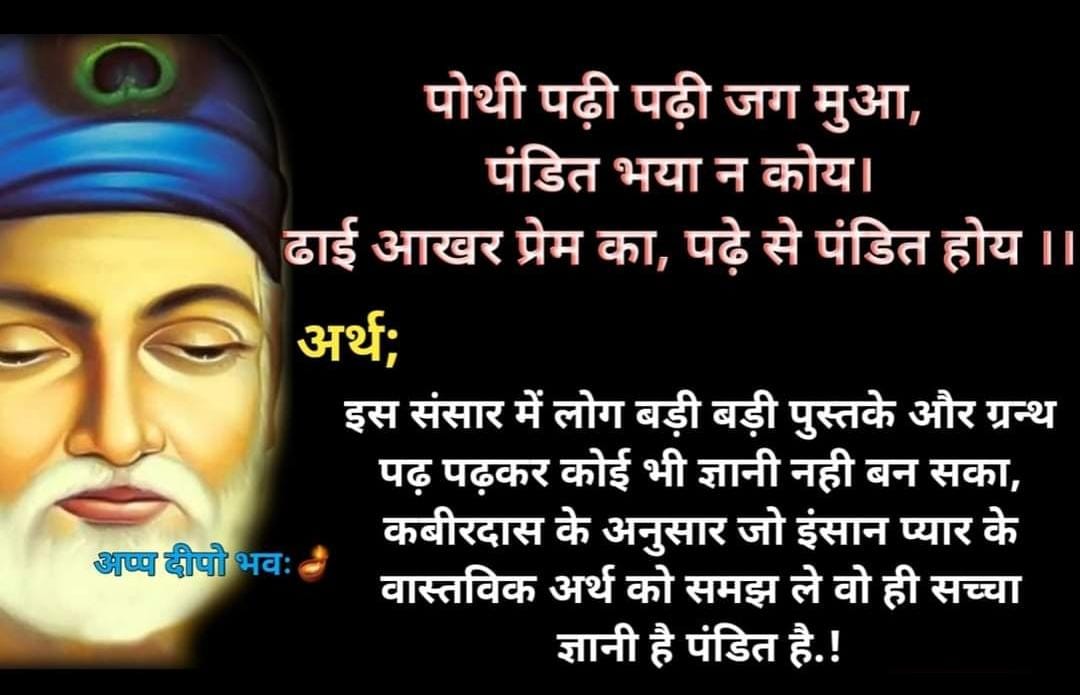 पोथी पढ़ी पढ़ी जग मुआ,
पंडित भया न कोय।
ढाई आखर प्रेम का, पढ़े से पंडित होय ।।
अर्थ;
इस संसार में लोग बड़ी बड़ी पुस्तके और ग्रन्थ
पढ़ पढ़कर कोई भी ज्ञानी नही बन सका,
कबीरदास के अनुसार जो इंसान प्यार के
वास्तविक अर्थ को समझ ले वो ही सच्चा
ज्ञानी है पंडित है.!
अप्प दीपो भवः🪔